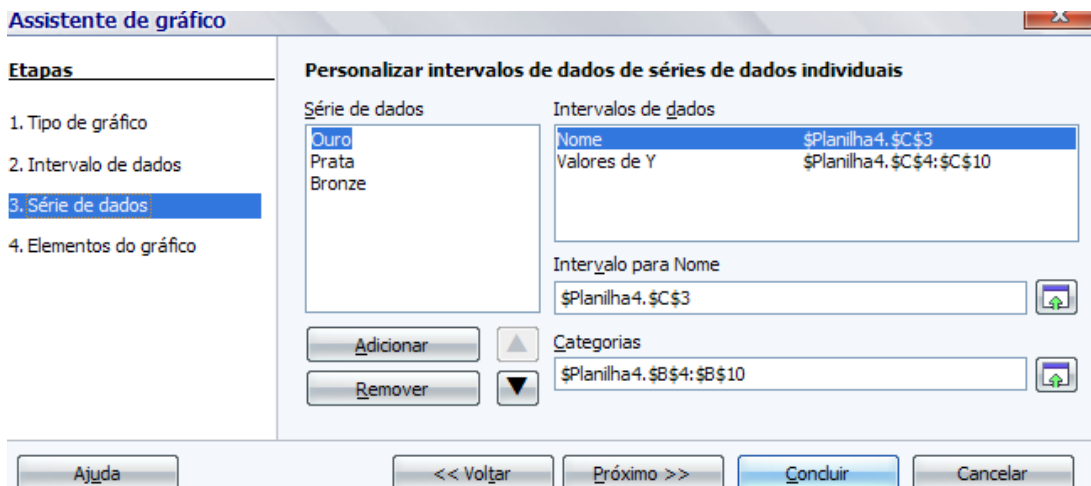 Assistente de gráfico
Etapas
1. Tipo de gráfico
2. Intervalo de dados
3. Série de dados
4. Elementos do gráfico
Personalizar intervalos de dados de séries de dados individuais
Série de dados
Ouro
Prata
Bronze
Adicionar
Remover
Intervalos de dados
Nome $Planilha4.$C$3
Valores de Y $Planilha4.$C$4:$C$10
Intervalo para Nome
$Planilha4.$C$3
Categorias
$Planilha4.$B$4:$B$10
Ajuda << Voltar Próximo >> Concluir Cancelar